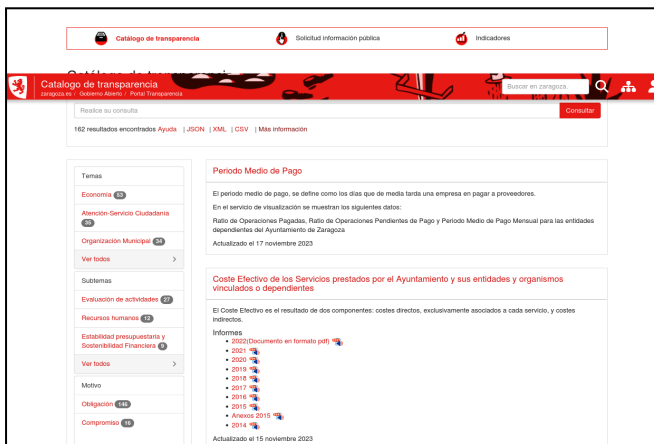 Catálogo de transparencia
Solicitud información pública
Indicadores
Catálogo de transparencia
zaragoza.es / Gobierno Abierto / Portal Transparencia
Buscar en zaragoza.
Realice su consulta
Consultar
162 resultados encontrados Ayuda | JSON | XML | CSV | Más información
Temas
Economía 53
Atención-Servicio Ciudadanía
35
Organización Municipal 34
Ver todos
Subtemas
Evaluación de actividades 27
Recursos humanos 12
Estabilidad presupuestaria y
Sostenibilidad Financiera 9
Ver todos
Motivo
Obligación 146
Compromiso 16
Periodo Medio de Pago
El periodo medio de pago, se define como los días que de media tarda una empresa en pagar a proveedores.
En el servicio de visualización se muestran los siguientes datos:
Ratio de Operaciones Pagadas, Ratio de Operaciones Pendientes de Pago y Periodo Medio de Pago Mensual para las entidades
dependientes del Ayuntamiento de Zaragoza
Actualizado el 17 noviembre 2023
Coste Efectivo de los Servicios prestados por el Ayuntamiento y sus entidades y organismos
vinculados o dependientes
El Coste Efectivo es el resultado de dos componentes: costes directos, exclusivamente asociados a cada servicio, y costes
indirectos.
Informes
• 2022(Documento en formato pdf)
• 2021
• 2020
• 2019
• 2018
• 2017
• 2016
• 2015
• Anexos 2015
• 2014
Actualizado el 15 noviembre 2023